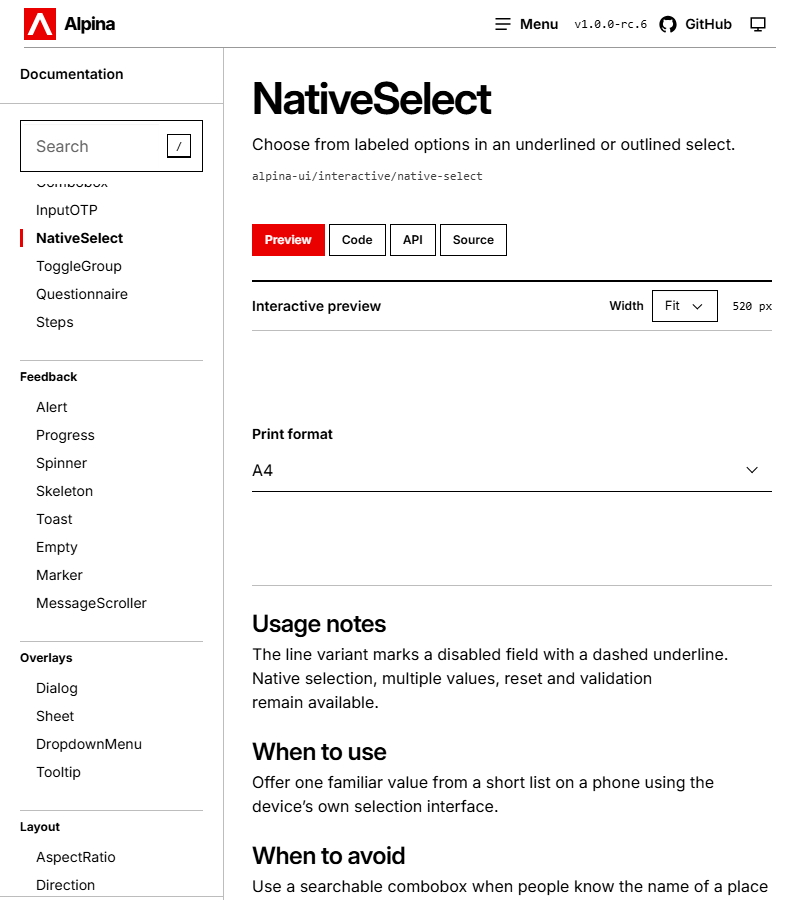 Alpina
Menu
v1.0.0-rc.6
GitHub
Documentation
Search
/
Combobox
InputOTP
NativeSelect
ToggleGroup
Questionnaire
Steps
Feedback
Alert
Progress
Spinner
Skeleton
Toast
Empty
Marker
MessageScroller
Overlays
Dialog
Sheet
DropdownMenu
Tooltip
Layout
AspectRatio
Direction
NativeSelect
Choose from labeled options in an underlined or outlined select.
alpina-ui/interactive/native-select
Preview
Code
API
Source
Interactive preview
Width
Fit
520 px
Print format
A4
Usage notes
The line variant marks a disabled field with a dashed underline.
Native selection, multiple values, reset and validation
remain available.
When to use
Offer one familiar value from a short list on a phone using the
device’s own selection interface.
When to avoid
Use a searchable combobox when people know the name of a place